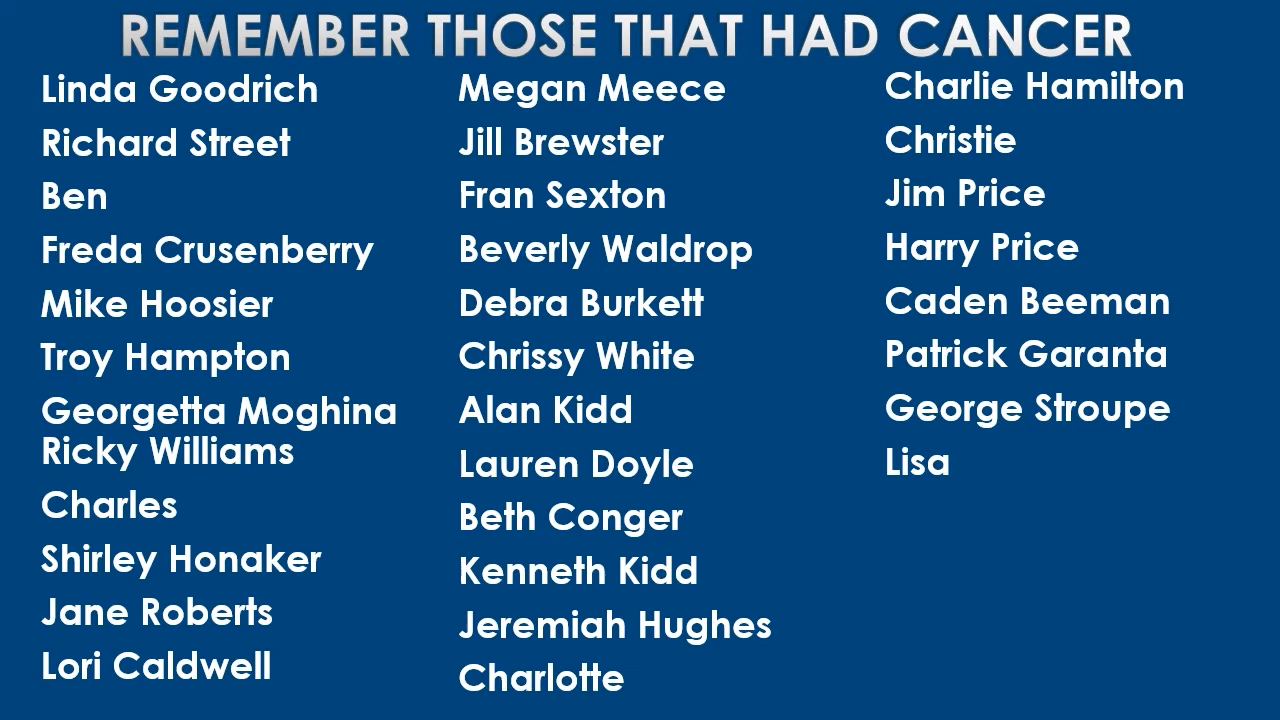 REMEMBER THOSE THAT HAD CANCER
Linda Goodrich
Richard Street
Ben
Freda Crusenberry
Mike Hoosier
Troy Hampton
Georgetta Moghina
Ricky Williams
Charles
Shirley Honaker
Jane Roberts
Lori Caldwell
Megan Meece
Jill Brewster
Fran Sexton
Beverly Waldrop
Debra Burkett
Chrissy White
Alan Kidd
Lauren Doyle
Beth Conger
Kenneth Kidd
Jeremiah Hughes
Charlotte
Charlie Hamilton
Christie
Jim Price
Harry Price
Caden Beeman
Patrick Garanta
George Stroupe
Lisa